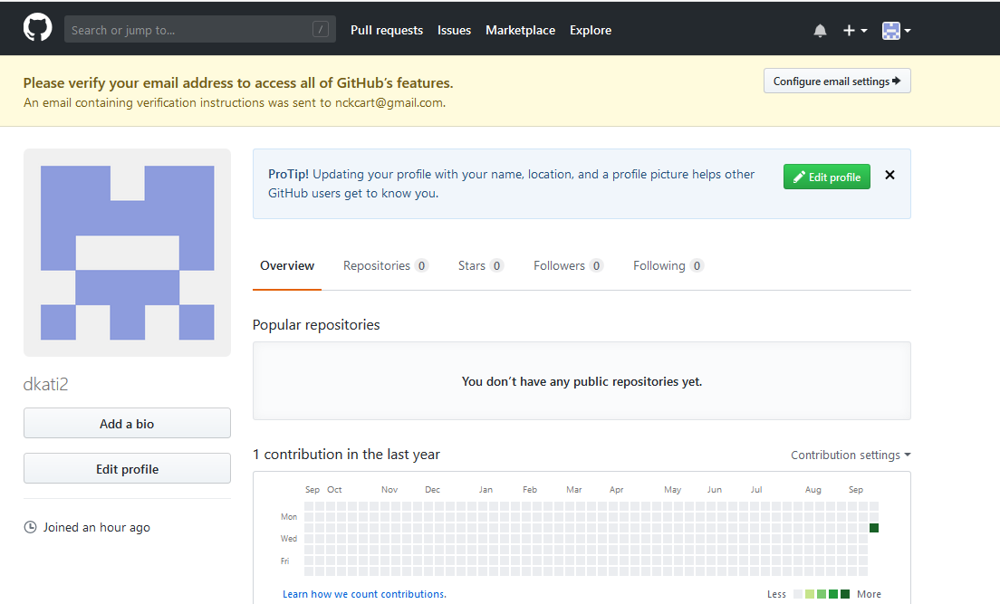 Search or jump to... /
Pull requests Issues Marketplace Explore
Please verify your email address to access all of GitHub’s features.
An email containing verification instructions was sent to nckcart@gmail.com.
Configure email settings
ProTip! Updating your profile with your name, location, and a profile picture helps other
GitHub users get to know you.
Edit profile
Overview Repositories 0 Stars 0 Followers 0 Following 0
Popular repositories
You don’t have any public repositories yet.
dkati2
Add a bio
Edit profile
Joined an hour ago
1 contribution in the last year
Contribution settings
Sep Oct Nov Dec Jan Feb Mar Apr May Jun Jul Aug Sep
Mon
Wed
Fri
Learn how we count contributions.
Less More